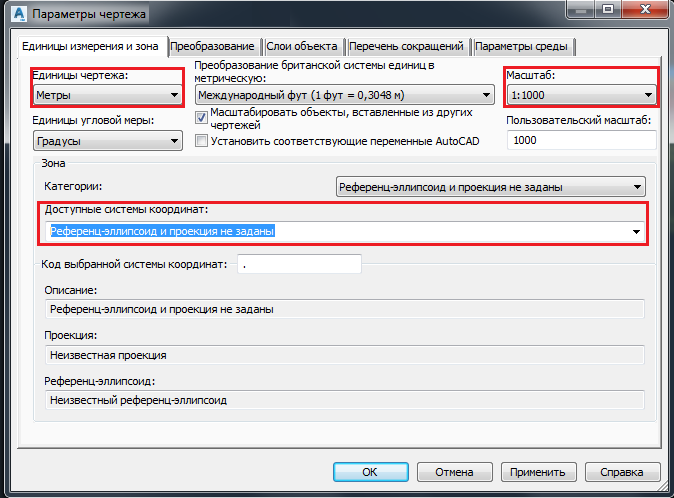 Параметры чертежа
Единицы измерения и зона
Преобразование
Слои объекта
Перечень сокращений
Параметры среды
Единицы чертежа:
Метры
Преобразование британской системы единиц в
метрическую:
Международный фут (1 фут = 0,3048 м)
Масштаб:
1:1000
Единицы угловой меры:
Градусы
Масштабировать объекты, вставленные из других
чертежей
Установить соответствующие переменные AutoCAD
Пользовательский масштаб:
1000
Зона
Категории:
Референц-эллипсоид и проекция не заданы
Доступные системы координат:
Референц-эллипсоид и проекция не заданы
Код выбранной системы координат:
.
Описание:
Референц-эллипсоид и проекция не заданы
Проекция:
Неизвестная проекция
Референц-эллипсоид:
Неизвестный референц-эллипсоид
ОК
Отмена
Применить
Справка